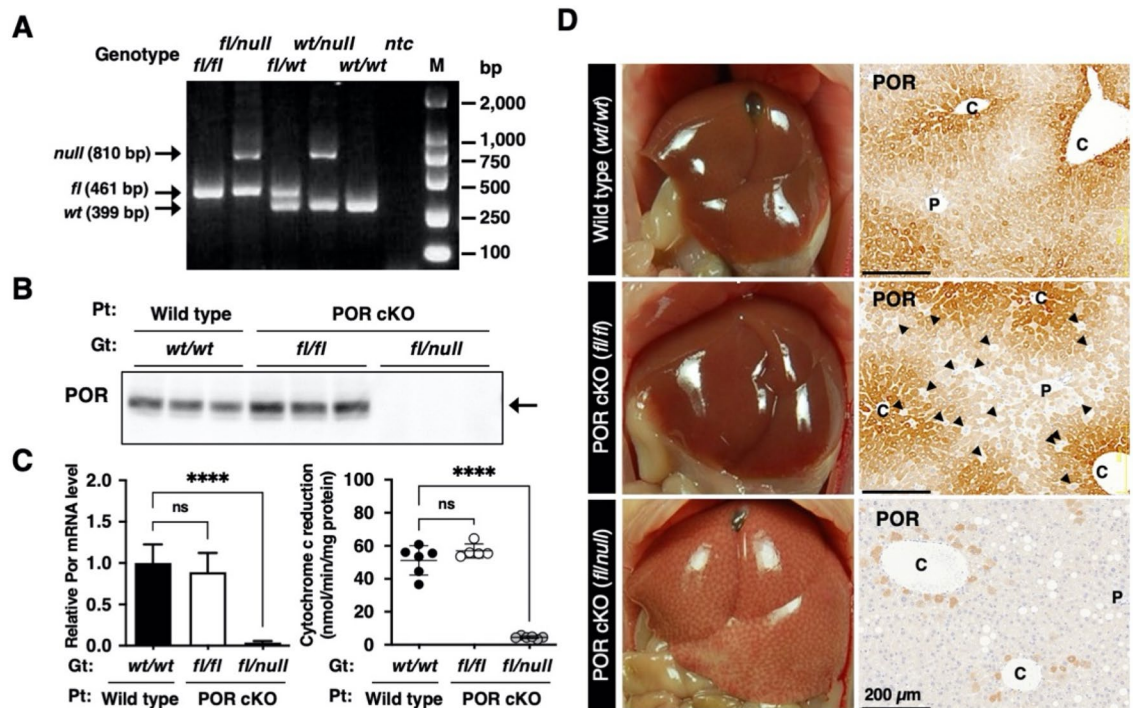 A
Genotype
fl/null wt/null ntc
fl/fl fl/wt wt/wt M bp
2,000
1,000
750
500
250
100
null (810 bp)
fl (461 bp)
wt (399 bp)
B
Pt: Wild type POR cKO
Gt: wt/wt fl/fl fl/null
POR
C
Relative Por mRNA level
2.0
1.5
1.0
0.5
0.0
****
ns
Gt: wt/wt fl/fl fl/null
Pt: Wild type POR cKO
Cytochrome c reduction
(nmol/min/mg protein)
100
80
60
40
20
0
****
ns
Gt: wt/wt fl/fl fl/null
Pt: Wild type POR cKO
D
Wild type (wt/wt)
POR
C
C
P
POR cKO (fl/fl)
POR
C
P
C
C
POR cKO (fl/null)
POR
C
P
C
200 µm